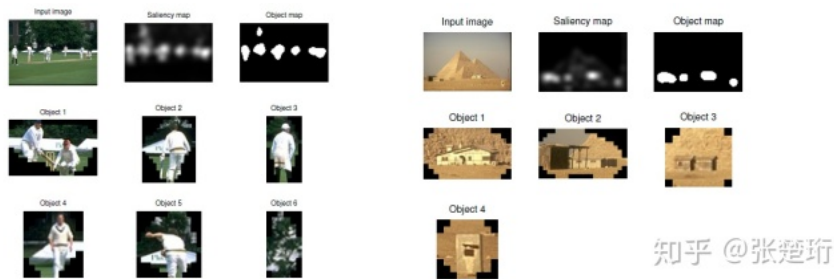 Input image
Saliency map
Object map
Object 1
Object 2
Object 3
Object 4
Object 5
Object 6
Input image
Saliency map
Object map
Object 1
Object 2
Object 3
Object 4
知乎 @张楚珩